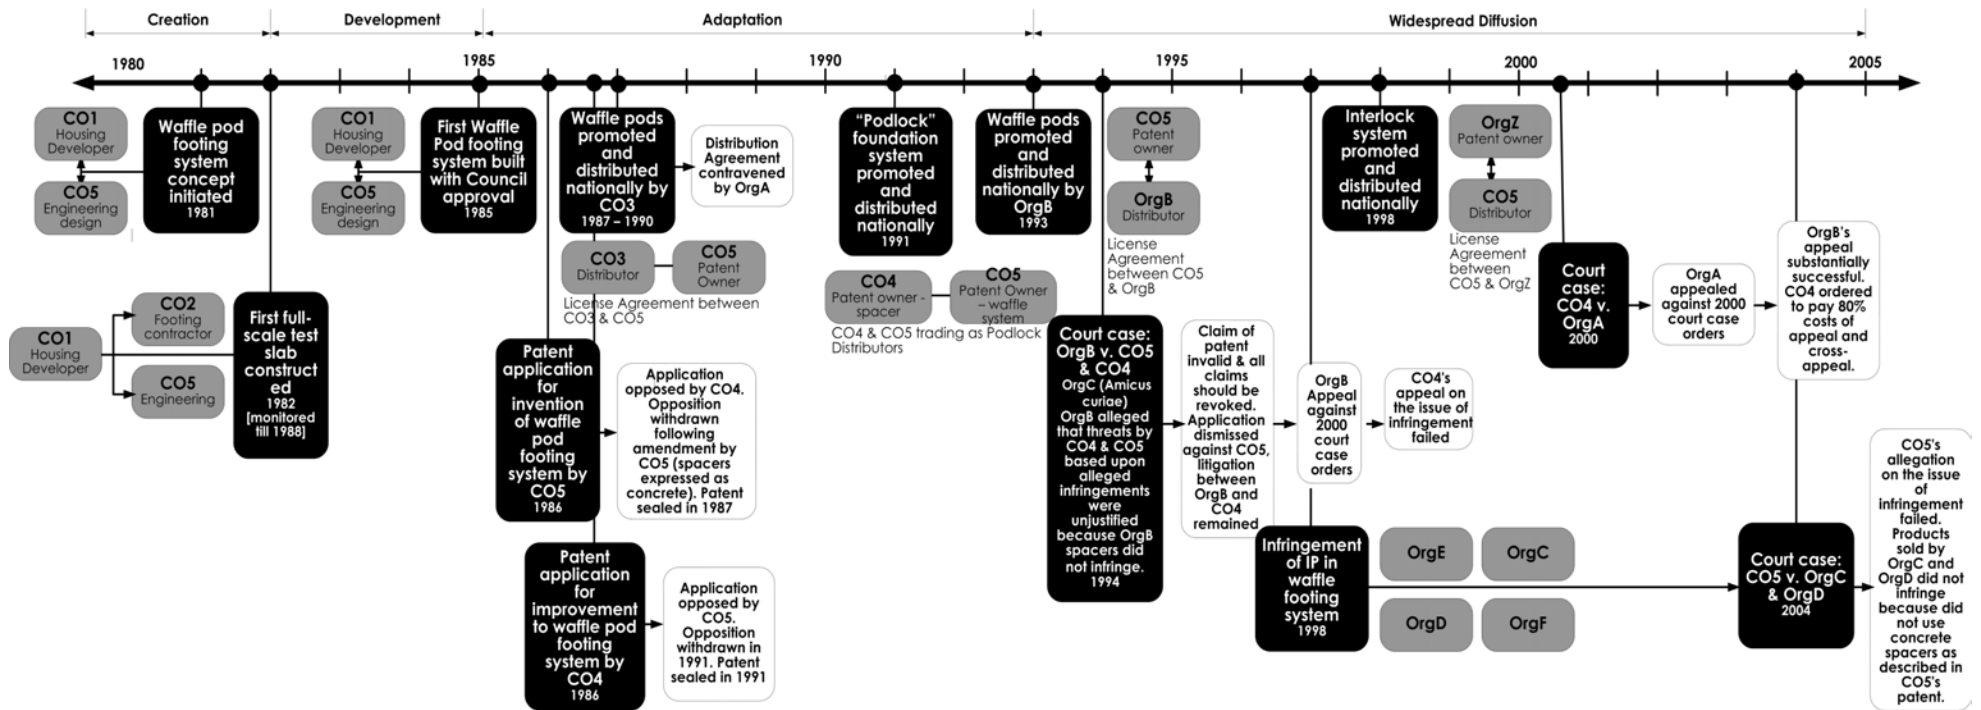 Creation
Development
Adaptation
Widespread Diffusion
1980
1985
1990
1995
2000
2005
CO1
Housing
Developer
CO5
Engineering
design
Waffle pod
footing
system
concept
initiated
1981
CO1
Housing
Developer
CO5
Engineering
design
First Waffle
Pod footing
system built
with Council
approval
1985
Waffle pods
promoted
and
distributed
nationally by
CO3
1987 – 1990
Distribution
Agreement
contravened
by OrgA
CO3
Distributor
CO5
Patent
Owner
License Agreement between
CO3 & CO5
"Podlock"
foundation
system
promoted
and
distributed
nationally
1991
CO4
Patent owner -
spacer
CO5
Patent Owner
– waffle
system
CO4 & CO5 trading as Podlock
Distributors
Waffle pods
promoted
and
distributed
nationally by
OrgB
1993
CO5
Patent
owner
OrgB
Distributor
License
Agreement
between CO5
& OrgB
Interlock
system
promoted
and
distributed
nationally
1998
OrgZ
Patent owner
CO5
Distributor
License
Agreement
between
CO5 & OrgZ
Court
case:
CO4 v.
OrgA
2000
OrgA
appealed
against 2000
court case
orders
OrgB's
appeal
substantially
successful.
CO4 ordered
to pay 80%
costs of
appeal and
cross-
appeal.
CO1
Housing
Developer
CO2
Footing
contractor
CO5
Engineering
First full-
scale test
slab
construct
ed
1982
[monitored
till 1988]
Patent
application
for
invention
of waffle
pod
footing
system by
CO5
1986
Application
opposed by CO4.
Opposition
withdrawn
following
amendment by
CO5 (spacers
expressed as
concrete). Patent
sealed in 1987
Patent
application
for
improvement
to waffle pod
footing
system by
CO4
1986
Application
opposed by
CO5.
Opposition
withdrawn in
1991. Patent
sealed in 1991
Court case:
OrgB v. CO5
& CO4
OrgC (Amicus
curiae)
OrgB alleged
that threats by
CO4 & CO5
based upon
alleged
infringements
were
unjustified
because OrgB
spacers did
not infringe.
1994
Claim of
patent
invalid & all
claims
should be
revoked.
Application
dismissed
against CO5,
litigation
between
OrgB and
CO4
remained
OrgB
Appeal
against
2000
court
case
orders
CO4's
appeal on
the issue of
infringement
failed
Infringement
of IP in
waffle
footing
system
1998
OrgE
OrgC
OrgD
OrgF
Court case:
CO5 v. OrgC
& OrgD
2004
CO5's
allegation
on the issue
of
infringement
failed.
Products
sold by
OrgC and
OrgD did not
infringe
because did
not use
concrete
spacers as
described in
CO5's
patent.